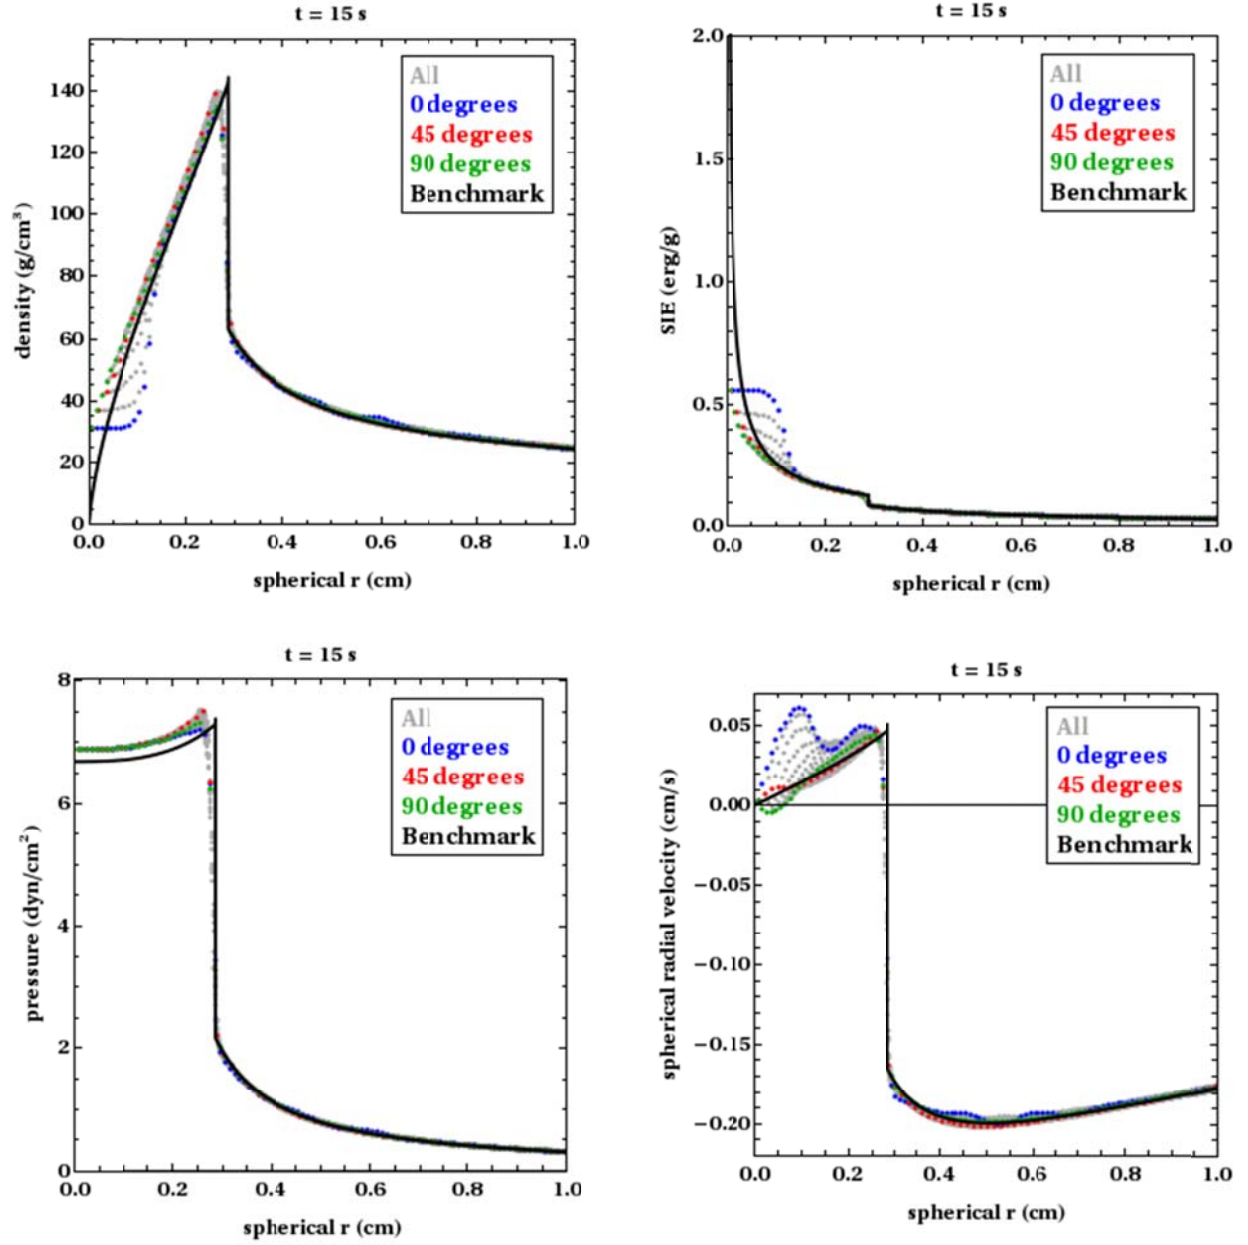 t = 15 s
density (g/cm³)
140
120
100
80
60
40
20
0
All
0 degrees
45 degrees
90 degrees
Benchmark
0.0 0.2 0.4 0.6 0.8 1.0
spherical r (cm)
t = 15 s
SIE (erg/g)
2.0
1.5
1.0
0.5
0.0
All
0 degrees
45 degrees
90 degrees
Benchmark
0.0 0.2 0.4 0.6 0.8 1.0
spherical r (cm)
t = 15 s
pressure (dyn/cm²)
8
6
4
2
0
All
0 degrees
45 degrees
90 degrees
Benchmark
0.0 0.2 0.4 0.6 0.8 1.0
spherical r (cm)
t = 15 s
spherical radial velocity (cm/s)
0.05
0.00
−0.05
−0.10
−0.15
−0.20
All
0 degrees
45 degrees
90 degrees
Benchmark
0.0 0.2 0.4 0.6 0.8 1.0
spherical r (cm)